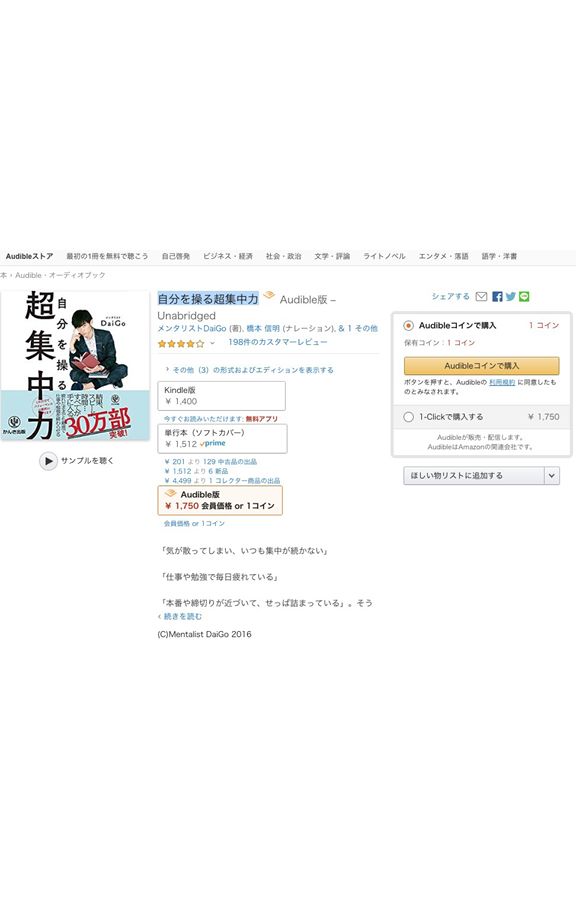 Audibleストア　最初の1冊を無料で聴こう　自己啓発　ビジネス・経済　社会・政治　文学・評論　ライトノベル　エンタメ・落語　語学・洋書
本 › Audible・オーディオブック
自分を操る
超集中力
メンタリスト
DaiGo
結果、スピード、時間…
すべてが手に入る
30万部
突破!
かんき出版
サンプルを聴く
自分を操る超集中力 Audible版 –
Unabridged
メンタリストDaiGo (著), 橋本 信明 (ナレーション), & 1 その他
198件のカスタマーレビュー
› その他（3）の形式およびエディションを表示する
Kindle版
￥ 1,400
今すぐお読みいただけます: 無料アプリ
単行本（ソフトカバー）
￥ 1,512 prime
￥ 201 より 129 中古品の出品
￥ 1,512 より 6 新品
￥ 4,499 より 1 コレクター商品の出品
Audible版
￥ 1,750 会員価格 or 1コイン
会員価格 or 1コイン
「気が散ってしまい、いつも集中が続かない」
「仕事や勉強で毎日疲れている」
「本番や締切りが近づいて、せっぱ詰まっている」。そう
‹ 続きを読む
(C)Mentalist DaiGo 2016
シェアする
Audibleコインで購入 1 コイン
保有コイン：1 コイン
Audibleコインで購入
ボタンを押すと、Audibleの 利用規約 に同意したも
のとみなされます。
1-Clickで購入する ￥ 1,750
Audibleが販売・配信します。
AudibleはAmazonの関連会社です。
ほしい物リストに追加する